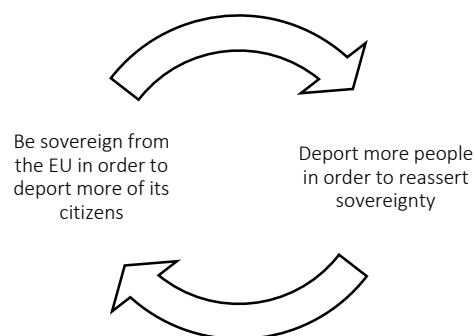 Be sovereign from
the EU in order to
deport more of its
citizens
Deport more people
in order to reassert
sovereignty